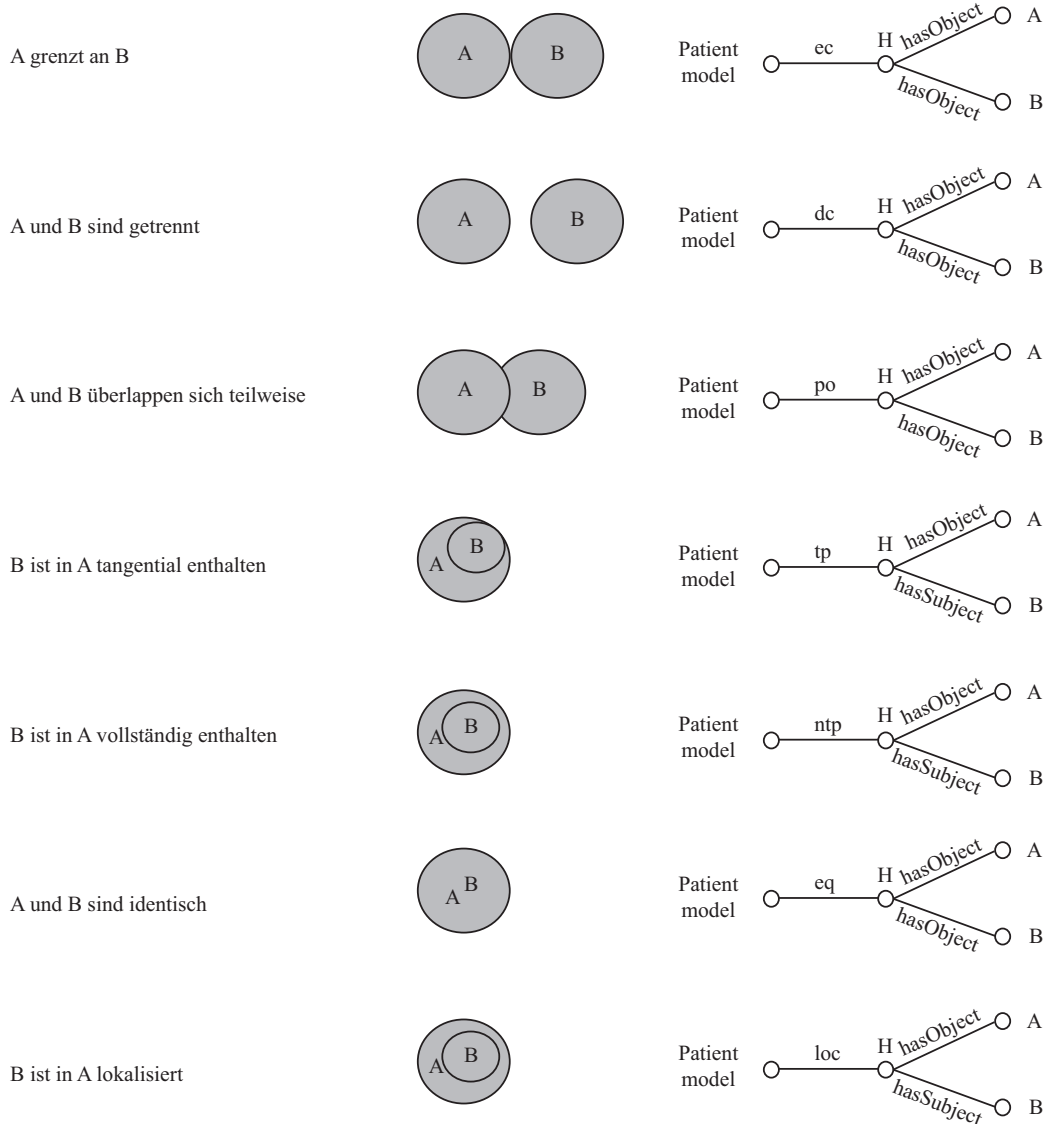 A grenzt an B
A B
Patient
model
ec
H
hasObject
hasObject
A
B
A und B sind getrennt
A B
Patient
model
dc
H
hasObject
hasObject
A
B
A und B überlappen sich teilweise
A B
Patient
model
po
H
hasObject
hasObject
A
B
B ist in A tangential enthalten
A B
Patient
model
tp
H
hasObject
hasSubject
A
B
B ist in A vollständig enthalten
A B
Patient
model
ntp
H
hasObject
hasSubject
A
B
A und B sind identisch
A B
Patient
model
eq
H
hasObject
hasObject
A
B
B ist in A lokalisiert
A B
Patient
model
loc
H
hasObject
hasSubject
A
B